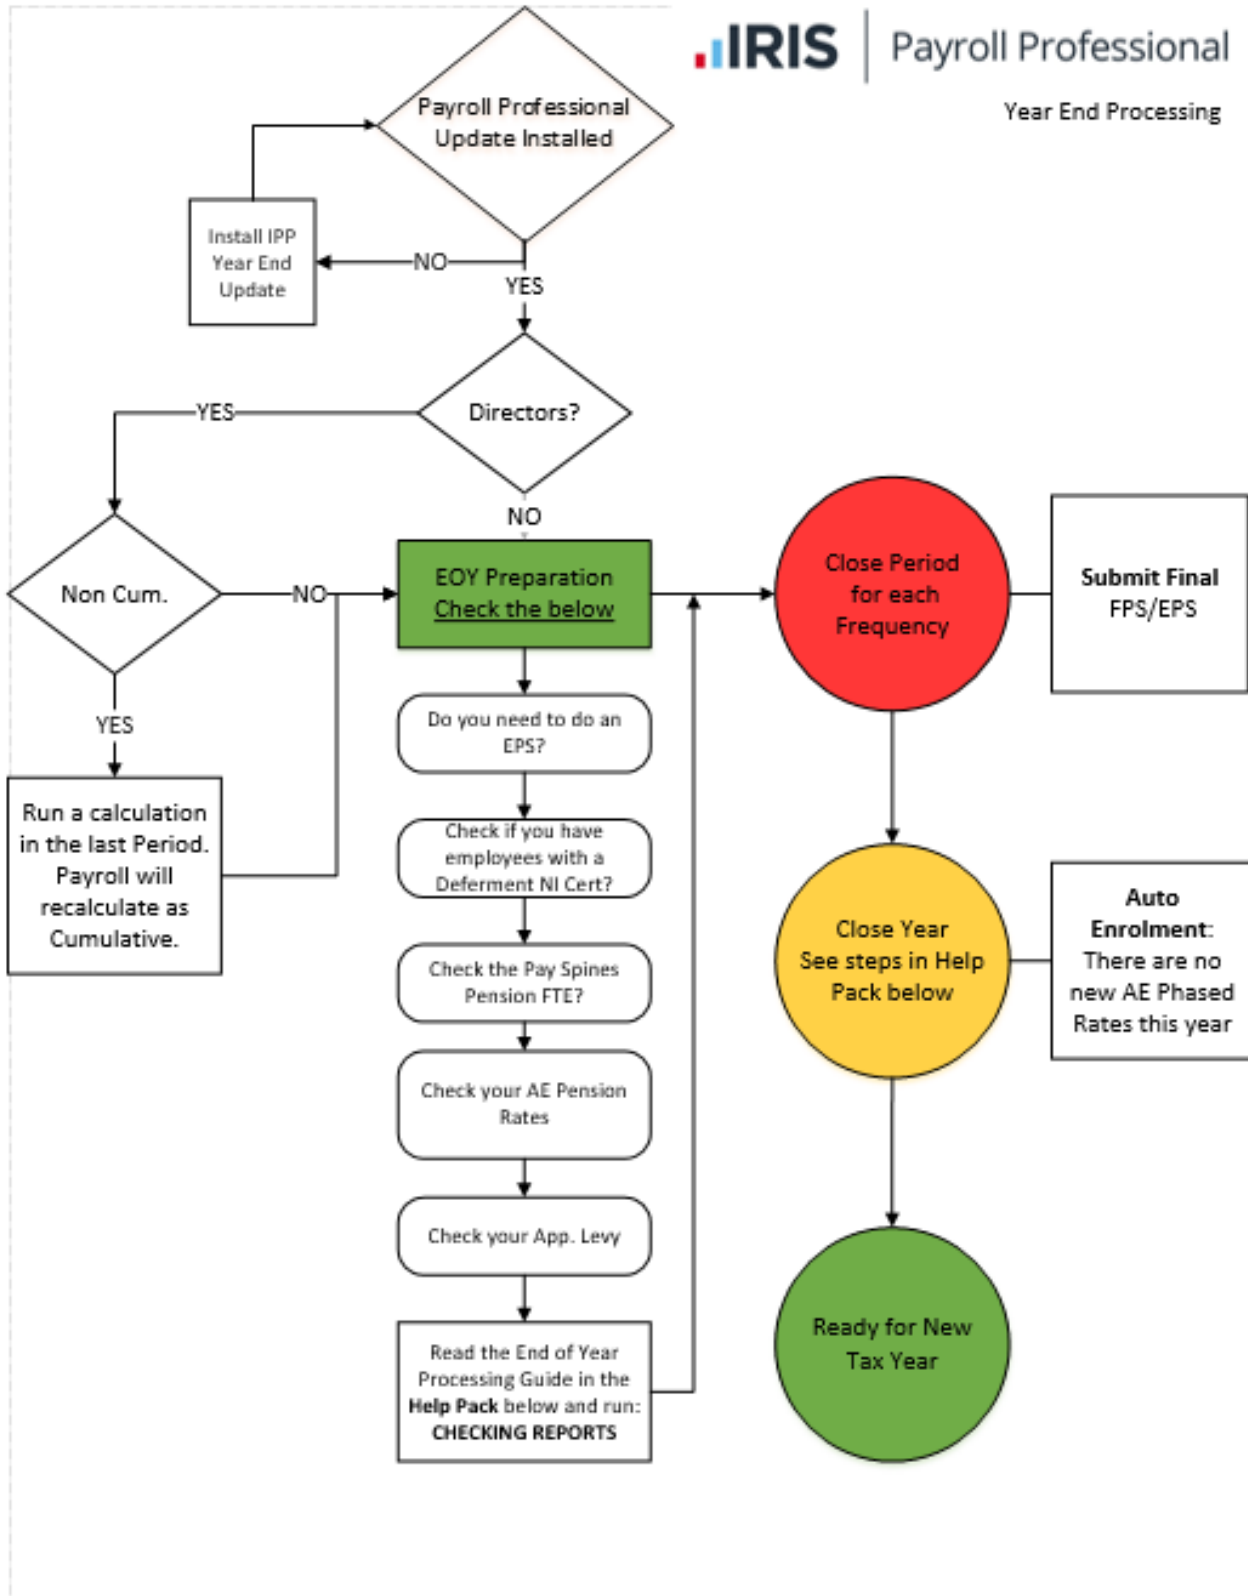 IRIS
Payroll Professional
Year End Processing
Payroll Professional
Update Installed
Install IPP
Year End
Update
NO
YES
Directors?
YES
NO
Non Cum.
NO
YES
Run a calculation
in the last Period.
Payroll will
recalculate as
Cumulative.
EOY Preparation
Check the below
Do you need to do an
EPS?
Check if you have
employees with a
Deferment NI Cert?
Check the Pay Spines
Pension FTE?
Check your AE Pension
Rates
Check your App. Levy
Read the End of Year
Processing Guide in the
Help Pack below and run:
CHECKING REPORTS
Close Period
for each
Frequency
Submit Final
FPS/EPS
Close Year
See steps in Help
Pack below
Auto
Enrolment:
There are no
new AE Phased
Rates this year
Ready for New
Tax Year